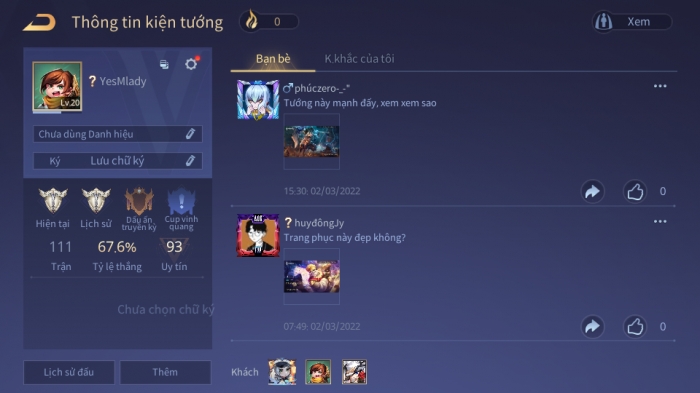 Thông tin kiện tướng
0
Xem
YesMlady
Lv.20
Chưa dùng Danh hiệu
Ký Lưu chữ ký
Hiện tại
Lịch sử
Dấu ấn truyền kỳ
Cup vinh quang
111
67.6%
93
Trận
Tỷ lệ thắng
Uy tín
Chưa chọn chữ ký
Lịch sử đấu
Thêm
Bạn bè
K.khắc của tôi
phúczero-_-"
Tướng này mạnh đấy, xem xem sao
15:30: 02/03/2022
0
huyđông.ly
Trang phục này đẹp không?
07:49: 02/03/2022
0
Khách